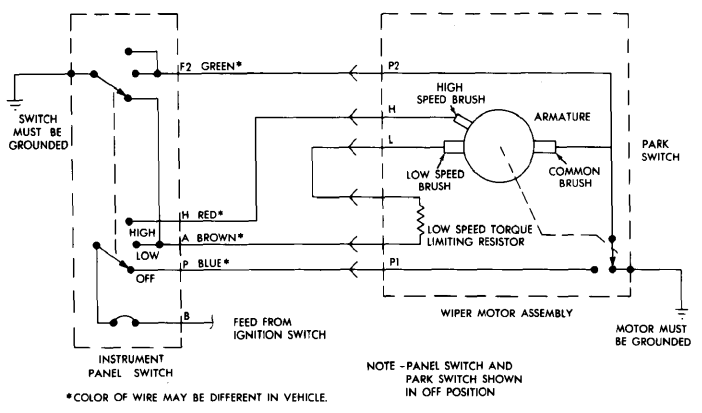 F2 GREEN*
P2
HIGH
SPEED BRUSH
SWITCH
MUST BE
GROUNDED
H
ARMATURE
L
PARK
SWITCH
LOW SPEED
BRUSH
COMMON
BRUSH
H RED*
HIGH
A BROWN*
LOW
LOW SPEED TORQUE
LIMITING RESISTOR
P BLUE*
P1
OFF
B
FEED FROM
IGNITION SWITCH
WIPER MOTOR ASSEMBLY
MOTOR MUST
BE GROUNDED
INSTRUMENT
PANEL SWITCH
NOTE - PANEL SWITCH AND
PARK SWITCH SHOWN
IN OFF POSITION
*COLOR OF WIRE MAY BE DIFFERENT IN VEHICLE.